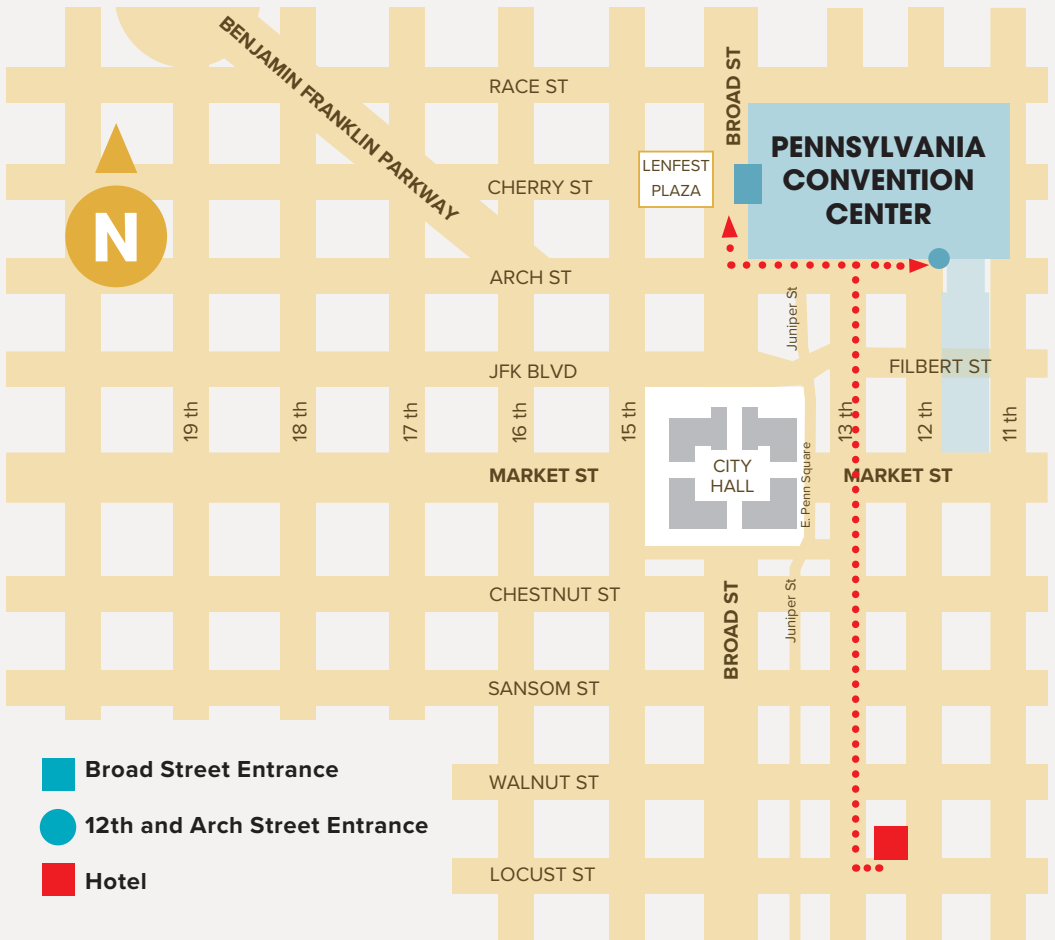 BENJAMIN FRANKLIN PARKWAY
RACE ST
BROAD ST
PENNSYLVANIA
CONVENTION
CENTER
LENFEST
PLAZA
CHERRY ST
N
ARCH ST
Juniper St
JFK BLVD
FILBERT ST
19 th
18 th
17 th
16 th
15 th
13 th
12 th
11 th
CITY
HALL
E. Penn Square
MARKET ST
MARKET ST
CHESTNUT ST
BROAD ST
Juniper St
SANSOM ST
WALNUT ST
LOCUST ST
Broad Street Entrance
12th and Arch Street Entrance
Hotel